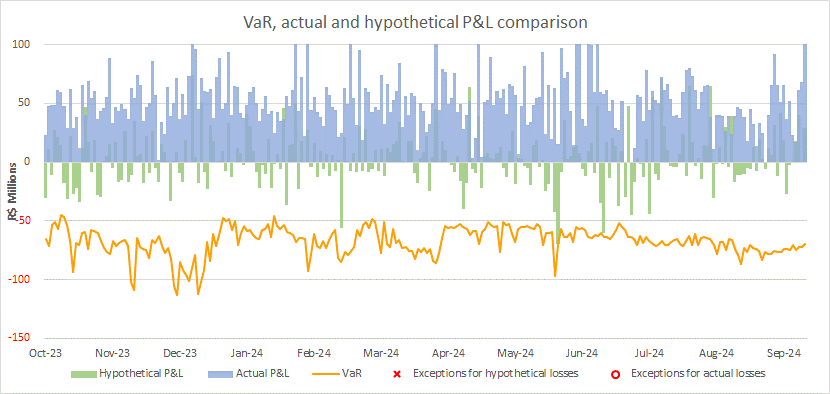 VaR, actual and hypothetical P&L comparison
100
50
0
-50
-100
-150
R$ Millions
Oct-23 Nov-23 Dec-23 Jan-24 Feb-24 Mar-24 Apr-24 May-24 Jun-24 Jul-24 Aug-24 Sep-24
Hypothetical P&L Actual P&L VaR Exceptions for hypothetical losses Exceptions for actual losses